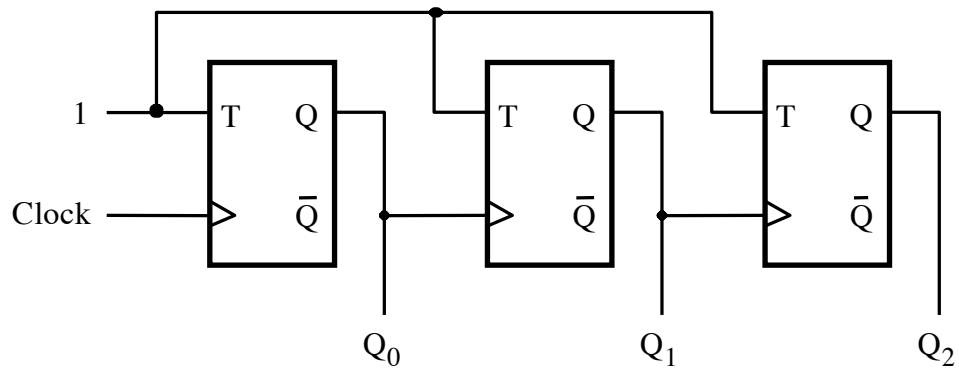 1 T Q T Q T Q
Clock Q̅ Q̅ Q̅
Q₀ Q₁ Q₂